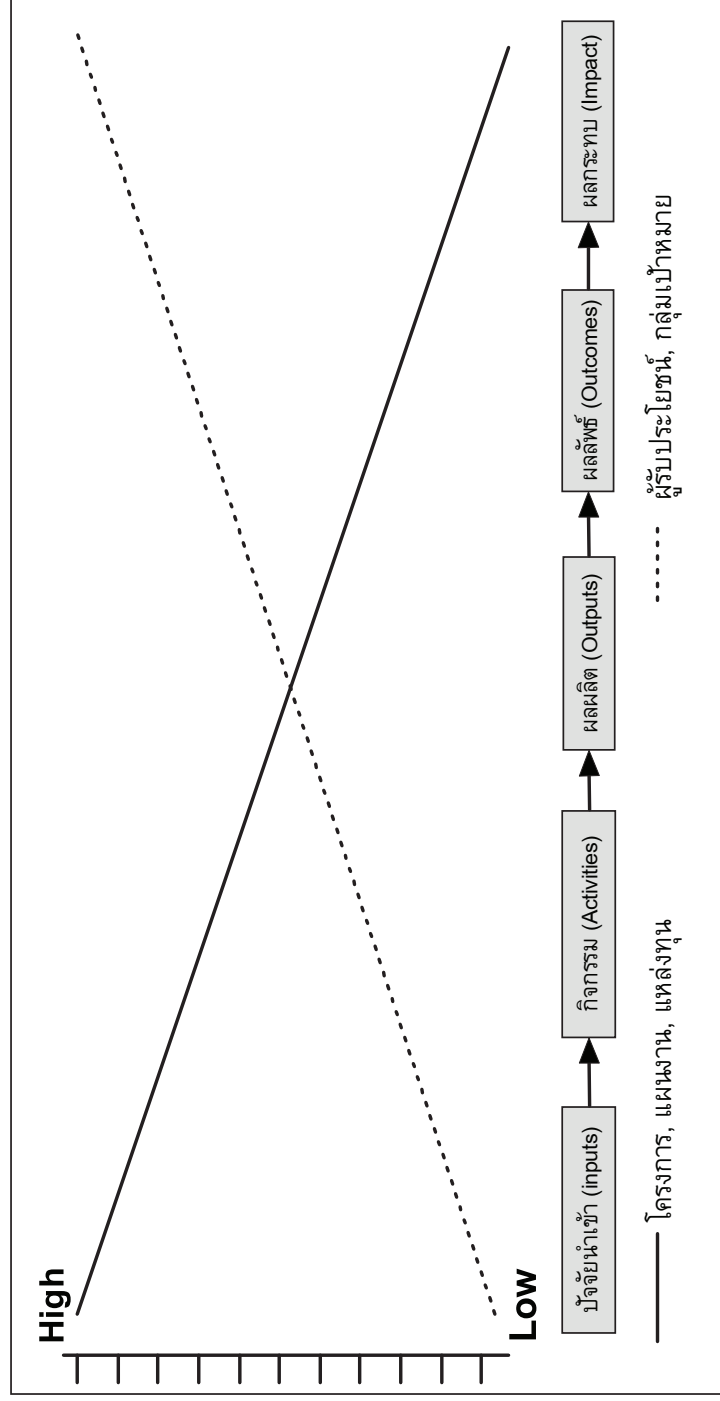 High
Low
ปัจจัยนำเข้า (inputs)
กิจกรรม (Activities)
ผลผลิต (Outputs)
ผลลัพธ์ (Outcomes)
ผลกระทบ (Impact)
โครงการ, แผนงาน, แหล่งทุน
ผู้รับประโยชน์, กลุ่มเป้าหมาย